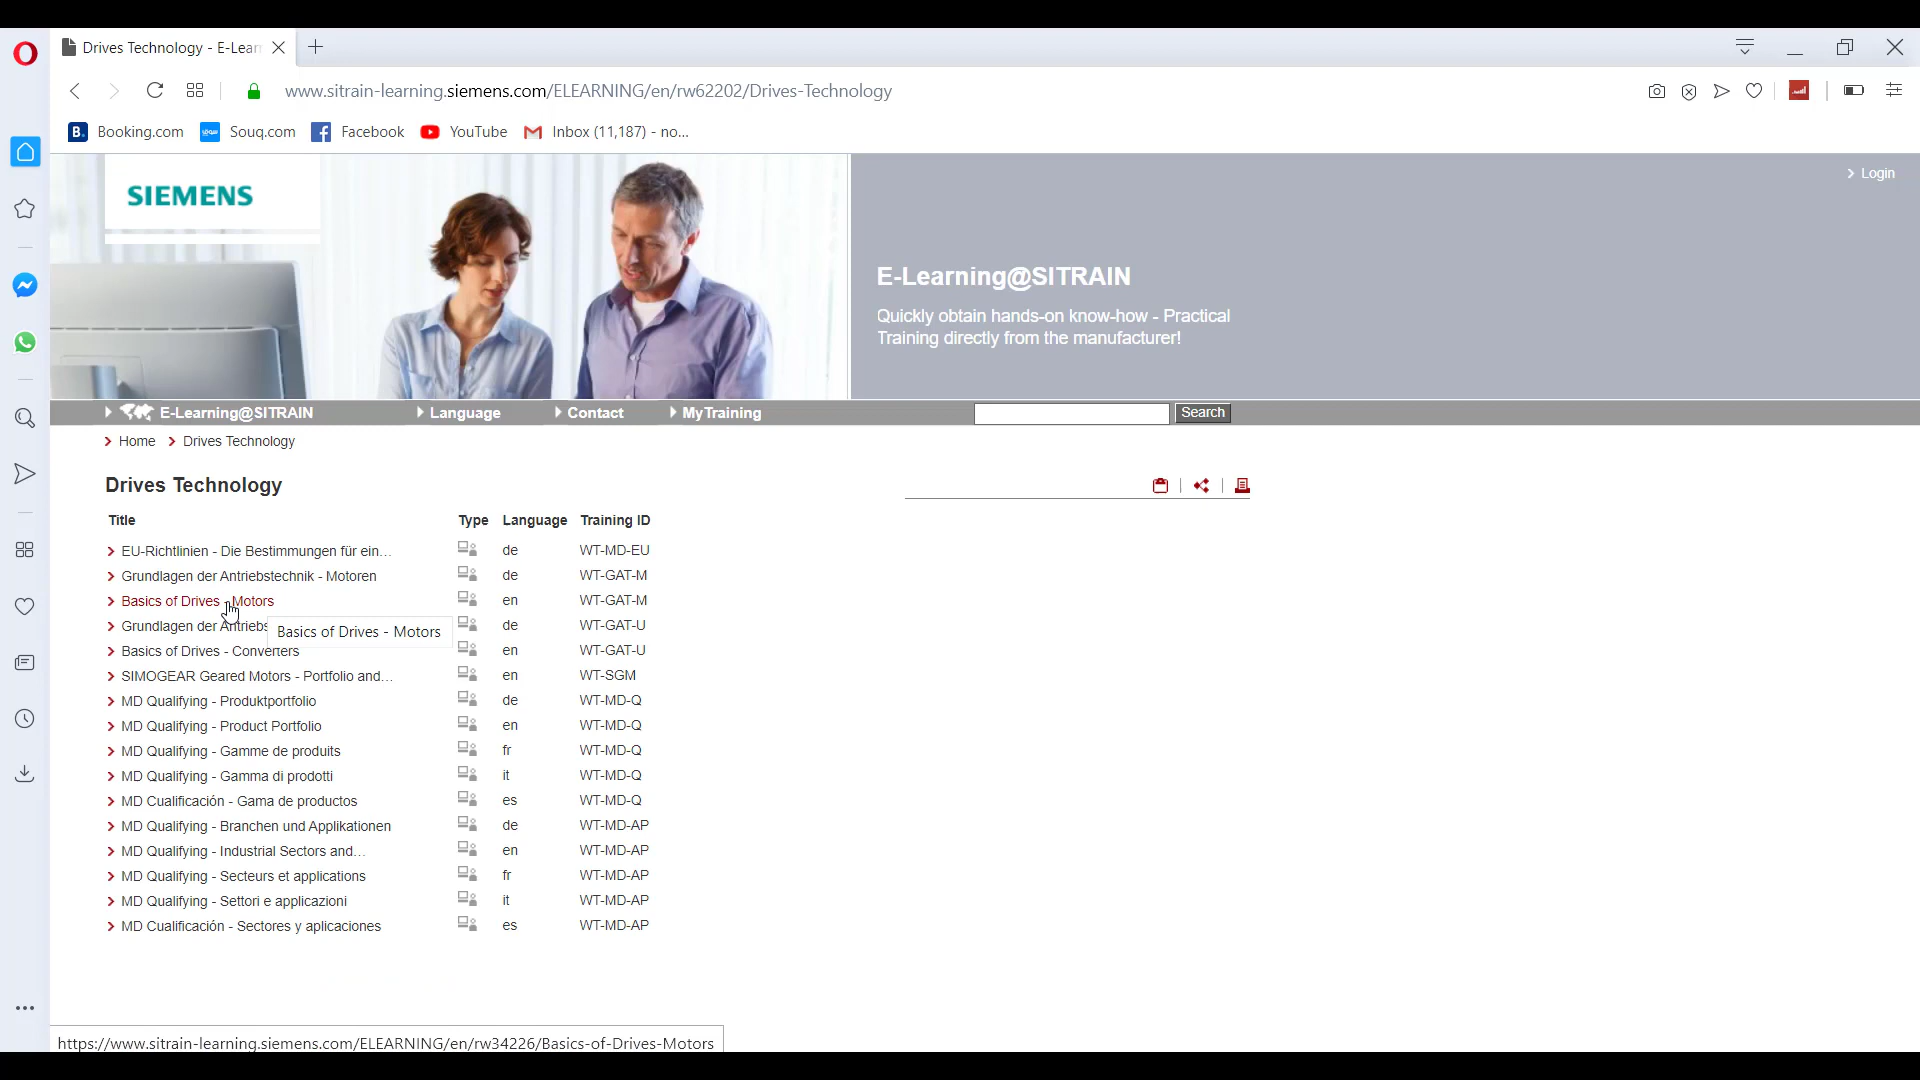 Drives Technology - E-Lear
www.sitrain-learning.siemens.com/ELEARNING/en/rw62202/Drives-Technology
B. Booking.com Souq.com Facebook YouTube Inbox (11,187) - no...
SIEMENS
Login
E-Learning@SITRAIN
Quickly obtain hands-on know-how - Practical
Training directly from the manufacturer!
E-Learning@SITRAIN Language Contact MyTraining Search
Home Drives Technology
Drives Technology
Title Type Language Training ID
EU-Richtlinien - Die Bestimmungen für ein... de WT-MD-EU
Grundlagen der Antriebstechnik - Motoren de WT-GAT-M
Basics of Drives - Motors en WT-GAT-M
Grundlagen der Antriebs de WT-GAT-U
Basics of Drives - Motors
Basics of Drives - Converters en WT-GAT-U
SIMOGEAR Geared Motors - Portfolio and... en WT-SGM
MD Qualifying - Produktportfolio de WT-MD-Q
MD Qualifying - Product Portfolio en WT-MD-Q
MD Qualifying - Gamme de produits fr WT-MD-Q
MD Qualifying - Gamma di prodotti it WT-MD-Q
MD Cualificación - Gama de productos es WT-MD-Q
MD Qualifying - Branchen und Applikationen de WT-MD-AP
MD Qualifying - Industrial Sectors and... en WT-MD-AP
MD Qualifying - Secteurs et applications fr WT-MD-AP
MD Qualifying - Settori e applicazioni it WT-MD-AP
MD Cualificación - Sectores y aplicaciones es WT-MD-AP
https://www.sitrain-learning.siemens.com/ELEARNING/en/rw34226/Basics-of-Drives-Motors